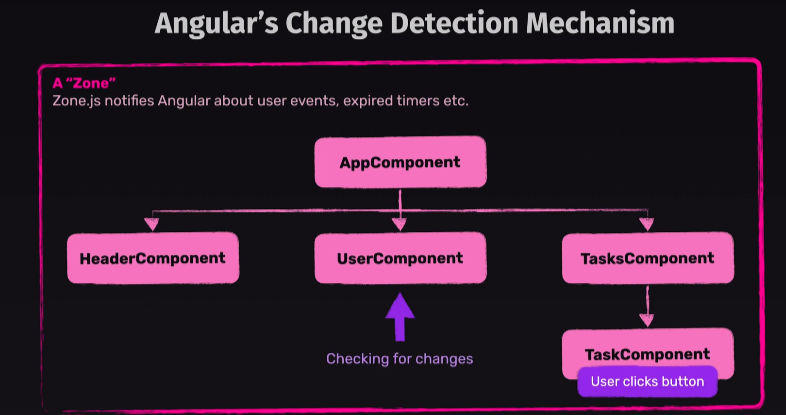 Angular’s Change Detection Mechanism
A “Zone”
Zone.js notifies Angular about user events, expired timers etc.
AppComponent
HeaderComponent
UserComponent
TasksComponent
Checking for changes
TaskComponent
User clicks button